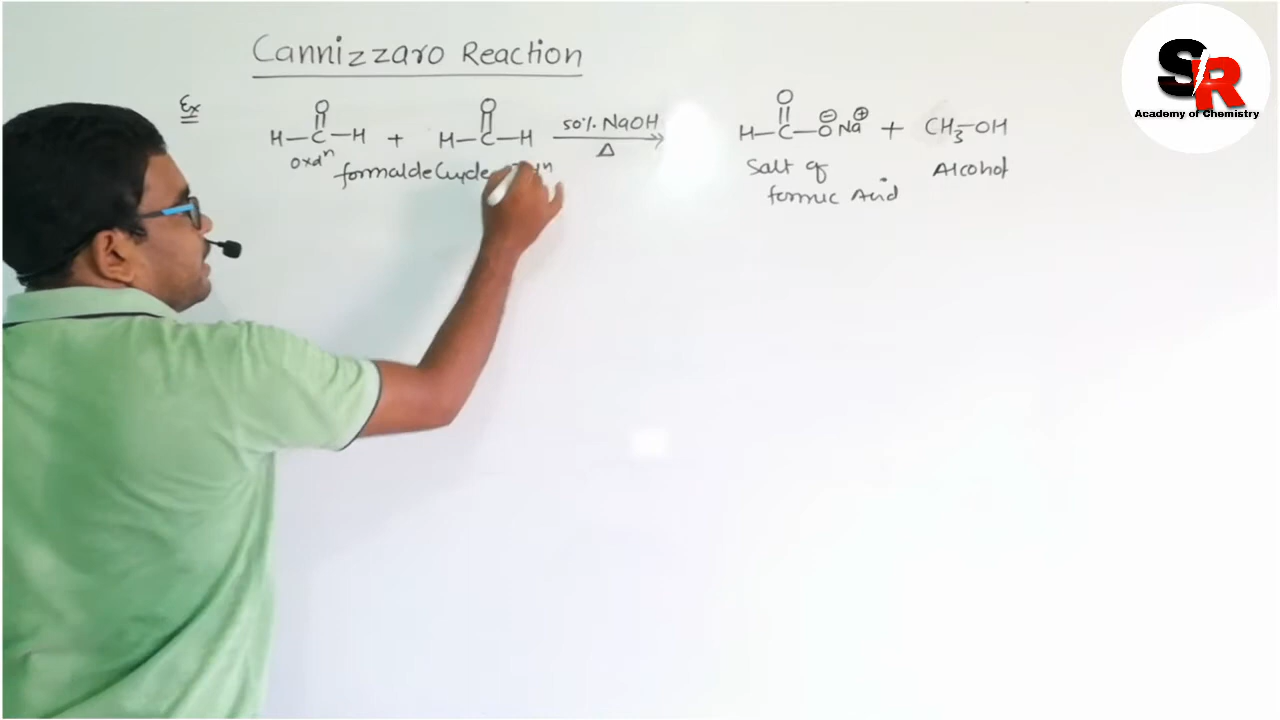 Cannizzaro Reaction
Ex
O O 50% NaOH O
H-C-H + H-C-H Δ H-C-O⊖ Na⊕ + CH3-OH
oxdⁿ formaldehyde Salt of Alcohol
formic Acid
SR
Academy of Chemistry